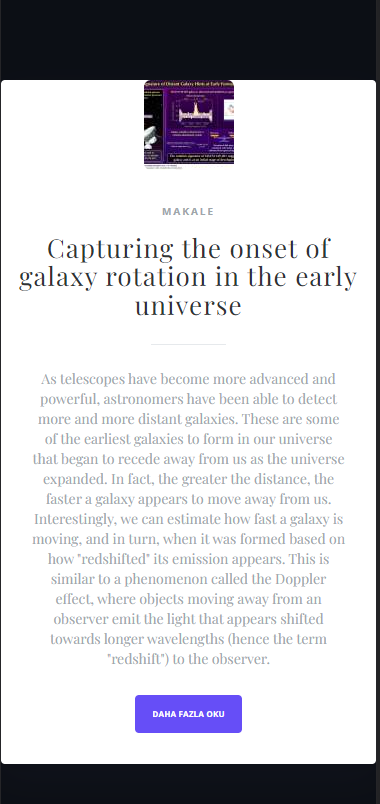 MAKALE
Capturing the onset of
galaxy rotation in the early
universe
As telescopes have become more advanced and
powerful, astronomers have been able to detect
more and more distant galaxies. These are some
of the earliest galaxies to form in our universe
that began to recede away from us as the universe
expanded. In fact, the greater the distance, the
faster a galaxy appears to move away from us.
Interestingly, we can estimate how fast a galaxy is
moving, and in turn, when it was formed based on
how "redshifted" its emission appears. This is
similar to a phenomenon called the Doppler
effect, where objects moving away from an
observer emit the light that appears shifted
towards longer wavelengths (hence the term
"redshift") to the observer.
DAHA FAZLA OKU